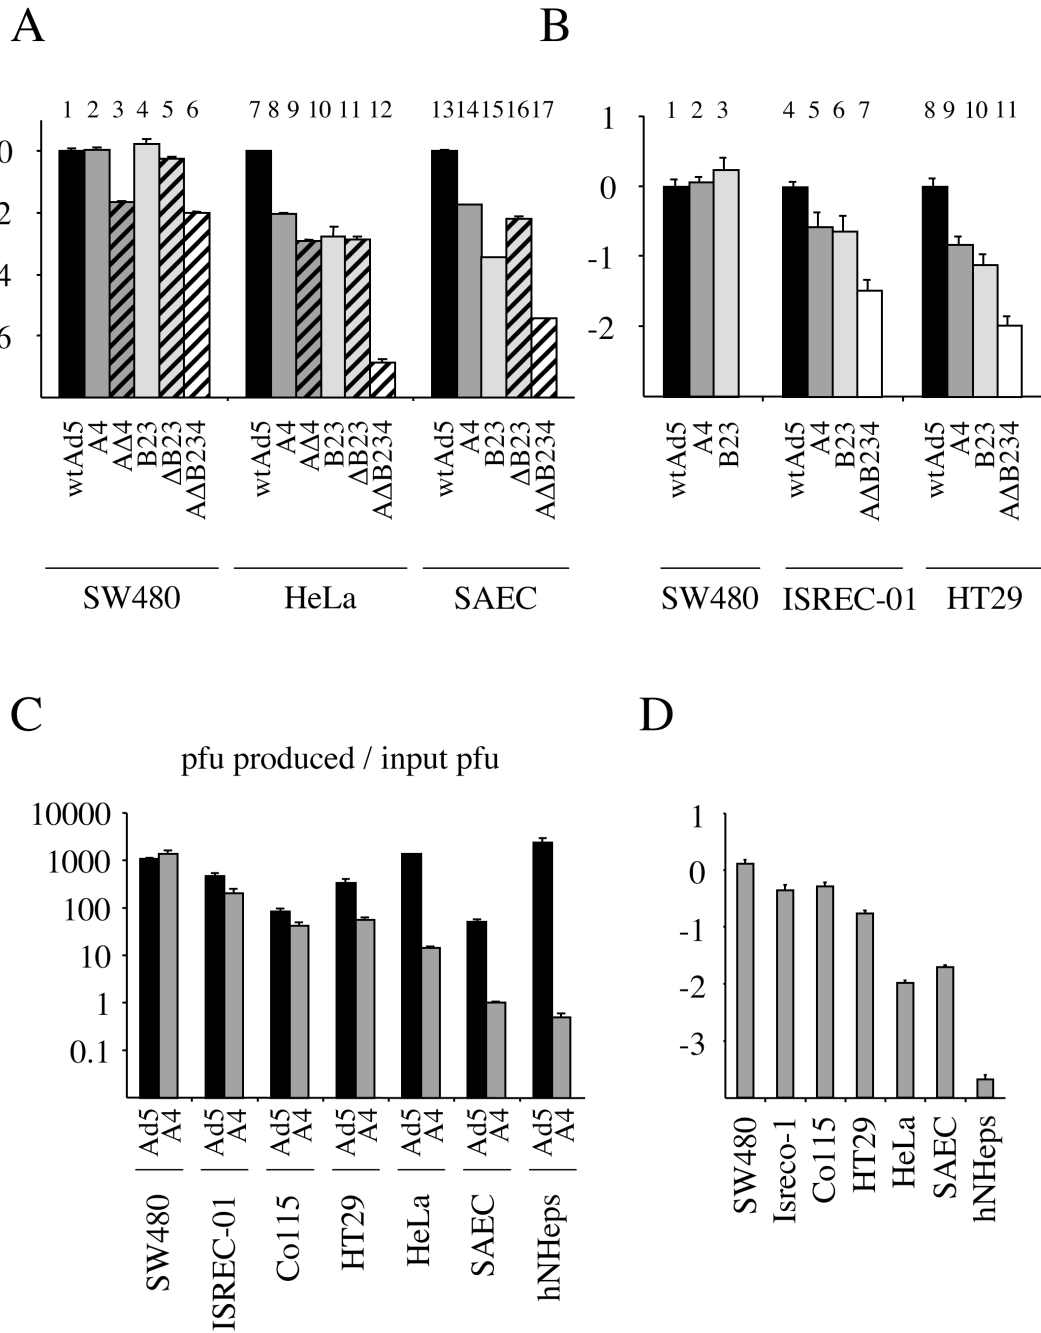 A
B
1 2 3 4 5 6 7 8 9 10 11 12 13 14 15 16 17
0
2
4
6
wtAd5 A4 AΔ4 B23 ΔB23 AΔB234 wtAd5 A4 AΔ4 B23 ΔB23 AΔB234 wtAd5 A4 B23 ΔB23 AΔB234
SW480 HeLa SAEC
1 2 3 4 5 6 7 8 9 10 11
1
0
-1
-2
wtAd5 A4 B23 wtAd5 A4 B23 AΔB234 wtAd5 A4 B23 AΔB234
SW480 ISREC-01 HT29
C
pfu produced / input pfu
10000
1000
100
10
1
0.1
Ad5 A4 Ad5 A4 Ad5 A4 Ad5 A4 Ad5 A4 Ad5 A4 Ad5 A4
SW480 ISREC-01 Co115 HT29 HeLa SAEC hNHeps
D
1
0
-1
-2
-3
SW480 Isreco-1 Co115 HT29 HeLa SAEC hNHeps